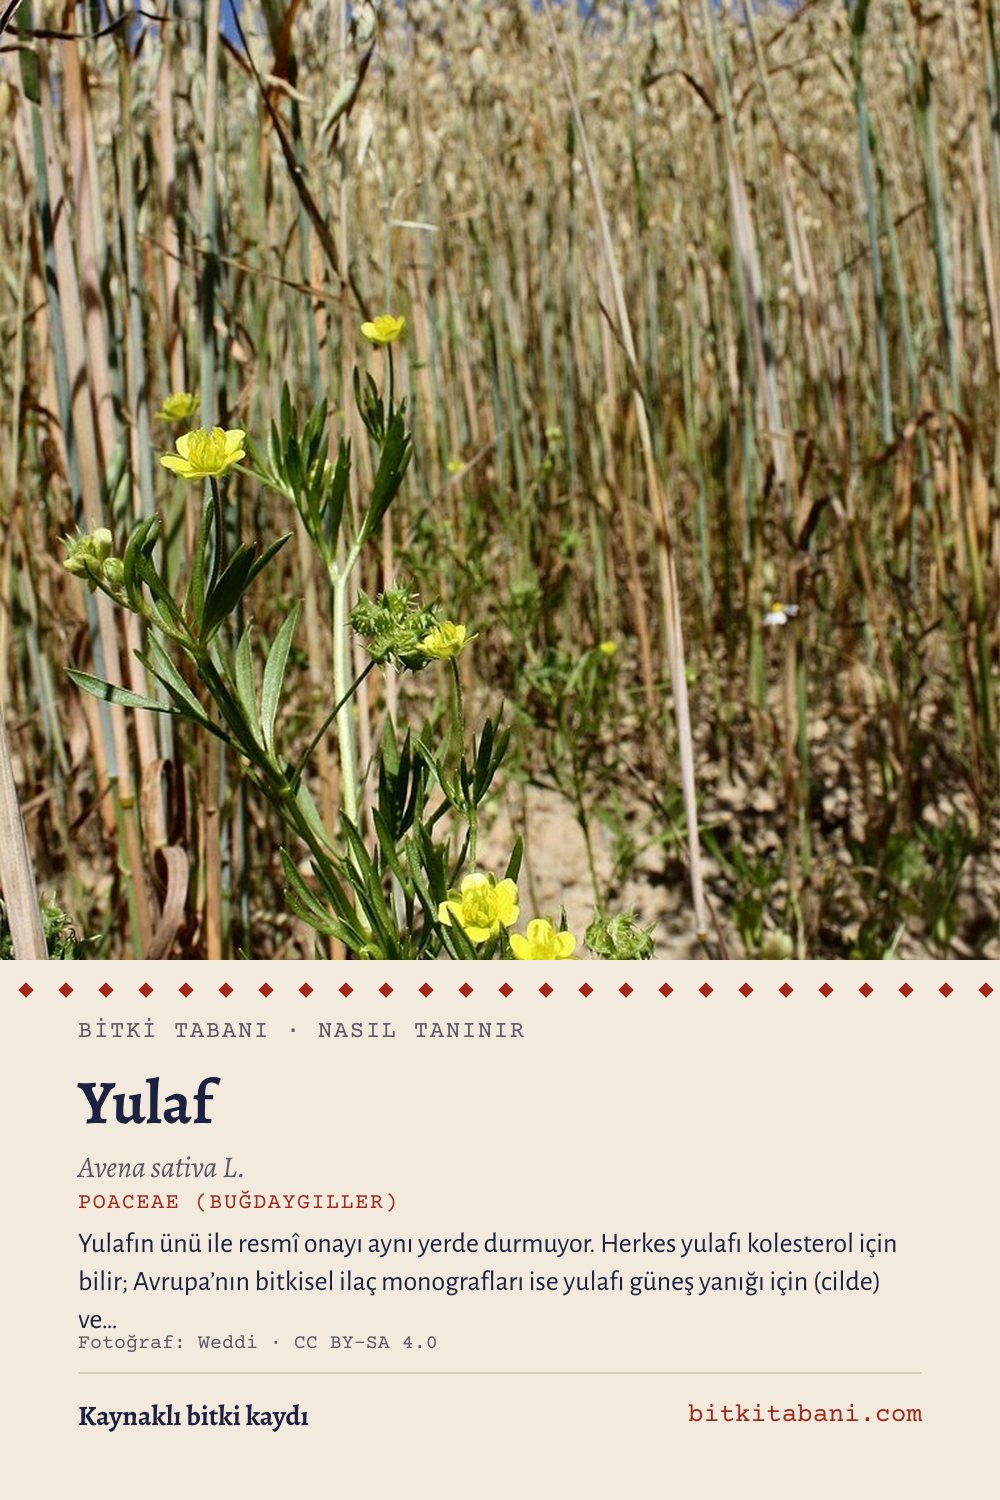 BİTKİ TABANI · NASIL TANINIR
Yulaf
Avena sativa L.
POACEAE (BUĞDAYGILLER)
Yulafın ünü ile resmî onayı aynı yerde durmuyor. Herkes yulafı kolesterol için
bilir; Avrupa’nın bitkisel ilaç monografları ise yulafı güneş yanığı için (cilde)
ve…
Fotoğraf: Weddi · CC BY-SA 4.0
Kaynaklı bitki kaydı
bitkitabani.com